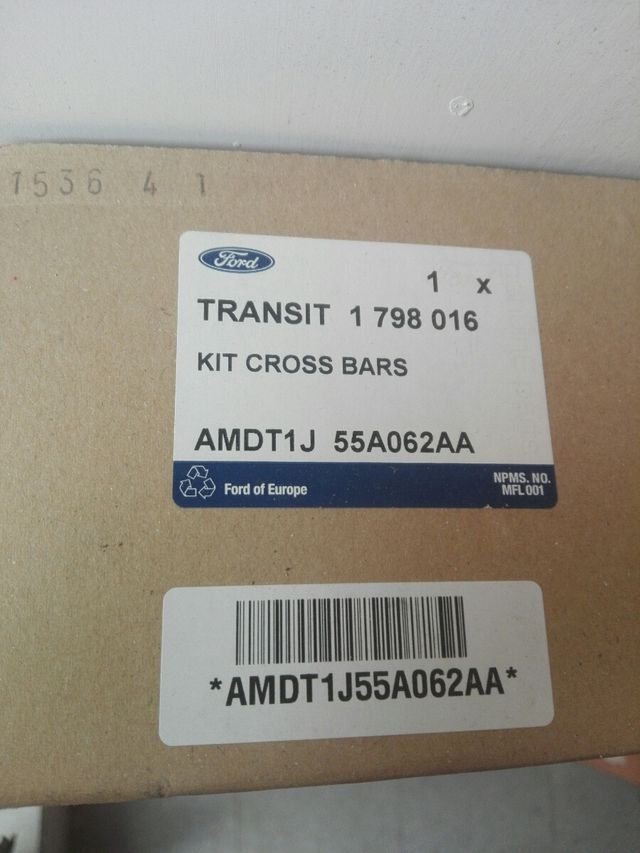 1536 4 1
Ford
1 x
TRANSIT 1 798 016
KIT CROSS BARS
AMDT1J 55A062AA
Ford of Europe
NPMS. NO.
MFL 001
*AMDT1J55A062AA*